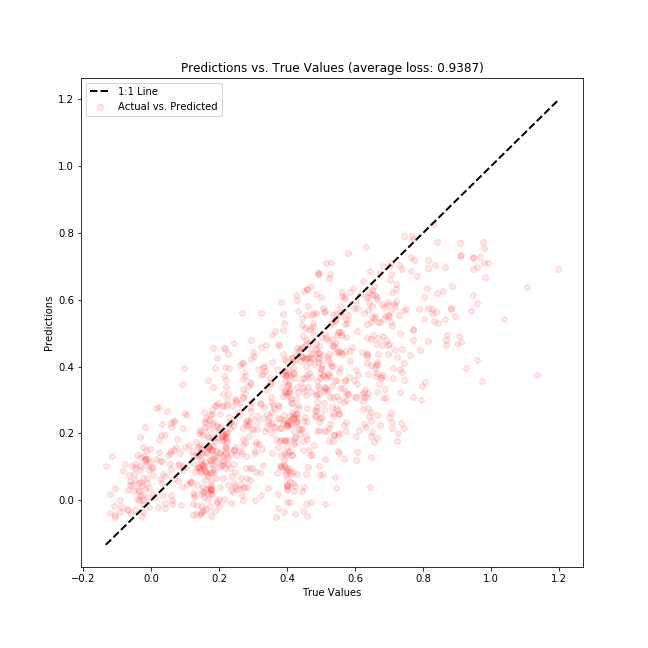 Predictions vs. True Values (average loss: 0.9387)
1:1 Line
Actual vs. Predicted
1.2
1.0
0.8
0.6
0.4
0.2
0.0
Predictions
−0.2 0.0 0.2 0.4 0.6 0.8 1.0 1.2
True Values